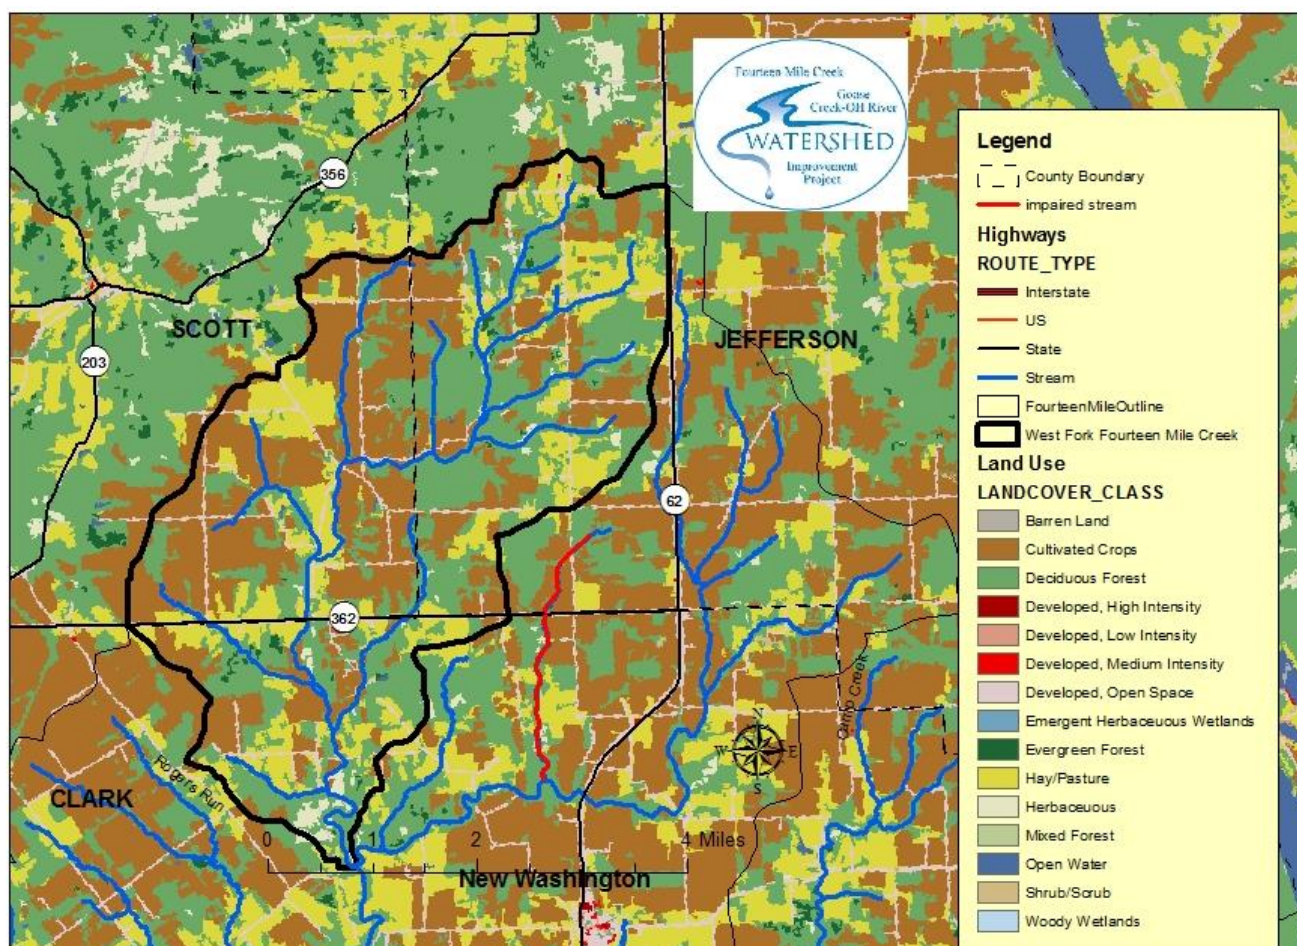 Fourteen Mile Creek
Goose
Creek-OH River
WATERSHED
Improvement
Project
356
SCOTT
JEFFERSON
203
62
362
Camp Creek
N
W
E
S
Rogers Run
CLARK
0
1
2
4 Miles
New Washington
Legend
County Boundary
impaired stream
Highways
ROUTE_TYPE
Interstate
US
State
Stream
FourteenMileOutline
West Fork Fourteen Mile Creek
Land Use
LANDCOVER_CLASS
Barren Land
Cultivated Crops
Deciduous Forest
Developed, High Intensity
Developed, Low Intensity
Developed, Medium Intensity
Developed, Open Space
Emergent Herbaceuous Wetlands
Evergreen Forest
Hay/Pasture
Herbaceuous
Mixed Forest
Open Water
Shrub/Scrub
Woody Wetlands